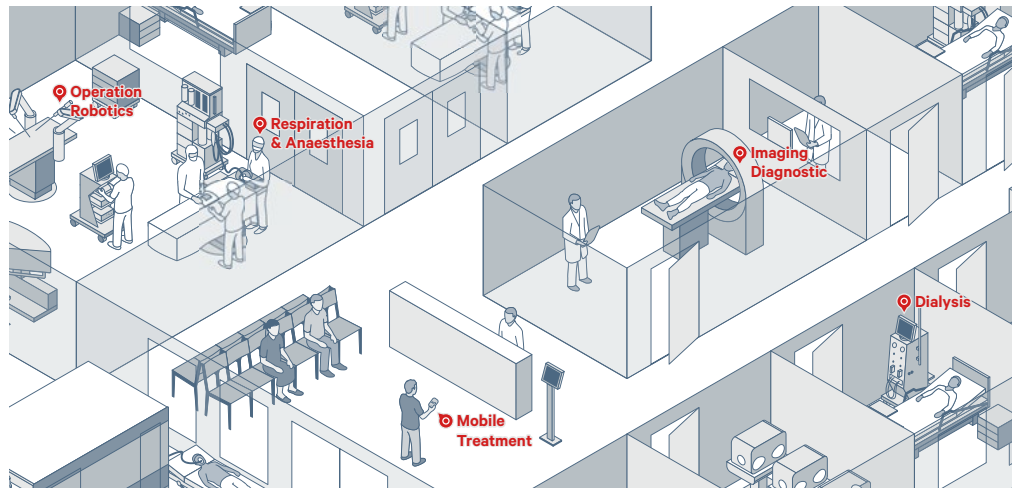 Operation
Robotics
Respiration
& Anaesthesia
Imaging
Diagnostic
Dialysis
Mobile
Treatment